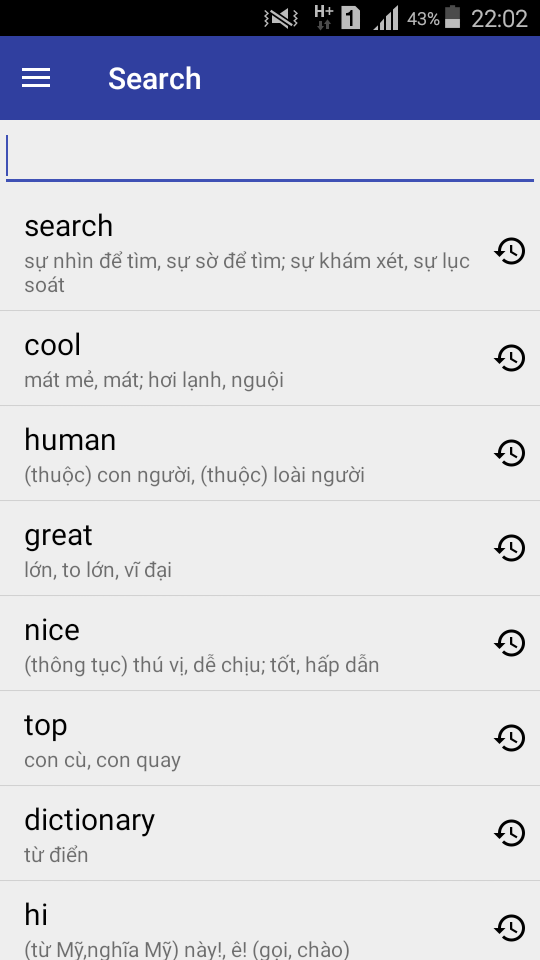 H+ 1 43% 22:02
Search
search
sự nhìn để tìm, sự sờ để tìm; sự khám xét, sự lục
soát
cool
mát mẻ, mát; hơi lạnh, nguội
human
(thuộc) con người, (thuộc) loài người
great
lớn, to lớn, vĩ đại
nice
(thông tục) thú vị, dễ chịu; tốt, hấp dẫn
top
con cù, con quay
dictionary
từ điển
hi
(từ Mỹ,nghĩa Mỹ) này!, ê! (gọi, chào)